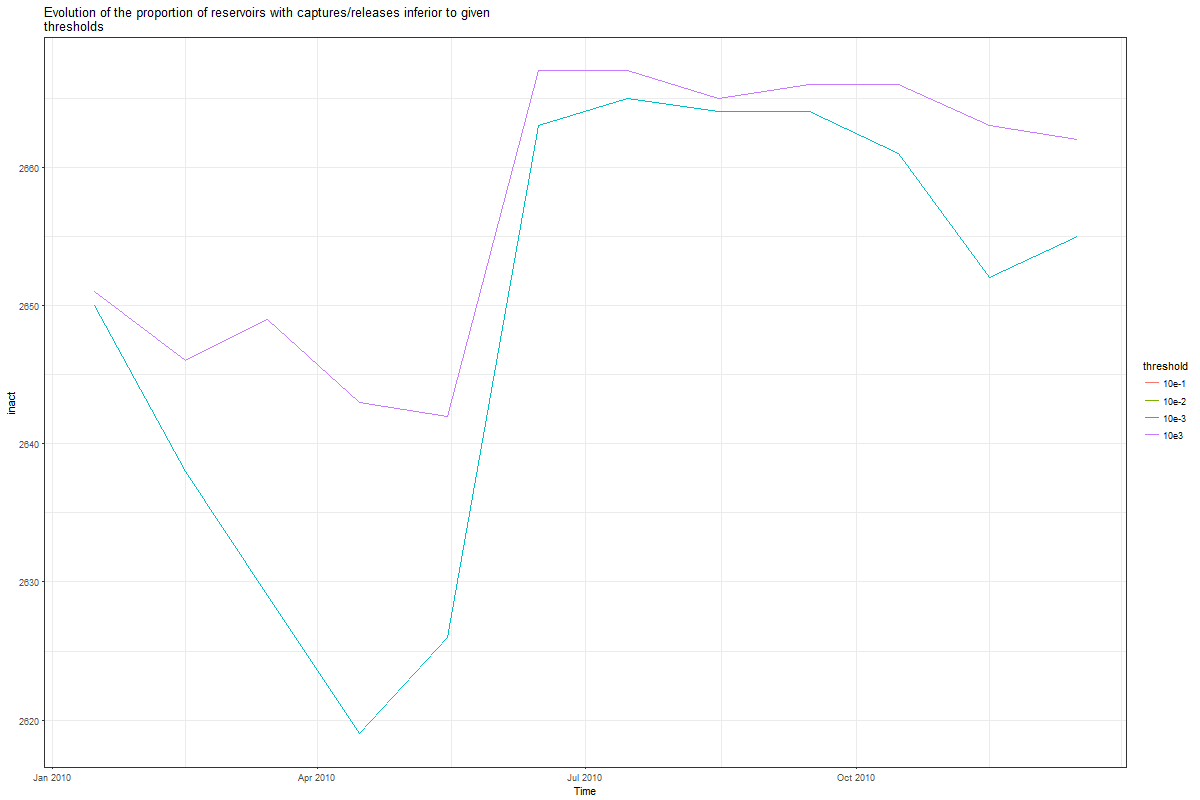 Evolution of the proportion of reservoirs with captures/releases inferior to given
thresholds
2660
2650
2640
2630
2620
inact
Jan 2010
Apr 2010
Jul 2010
Oct 2010
Time
threshold
10e-1
10e-2
10e-3
10e3